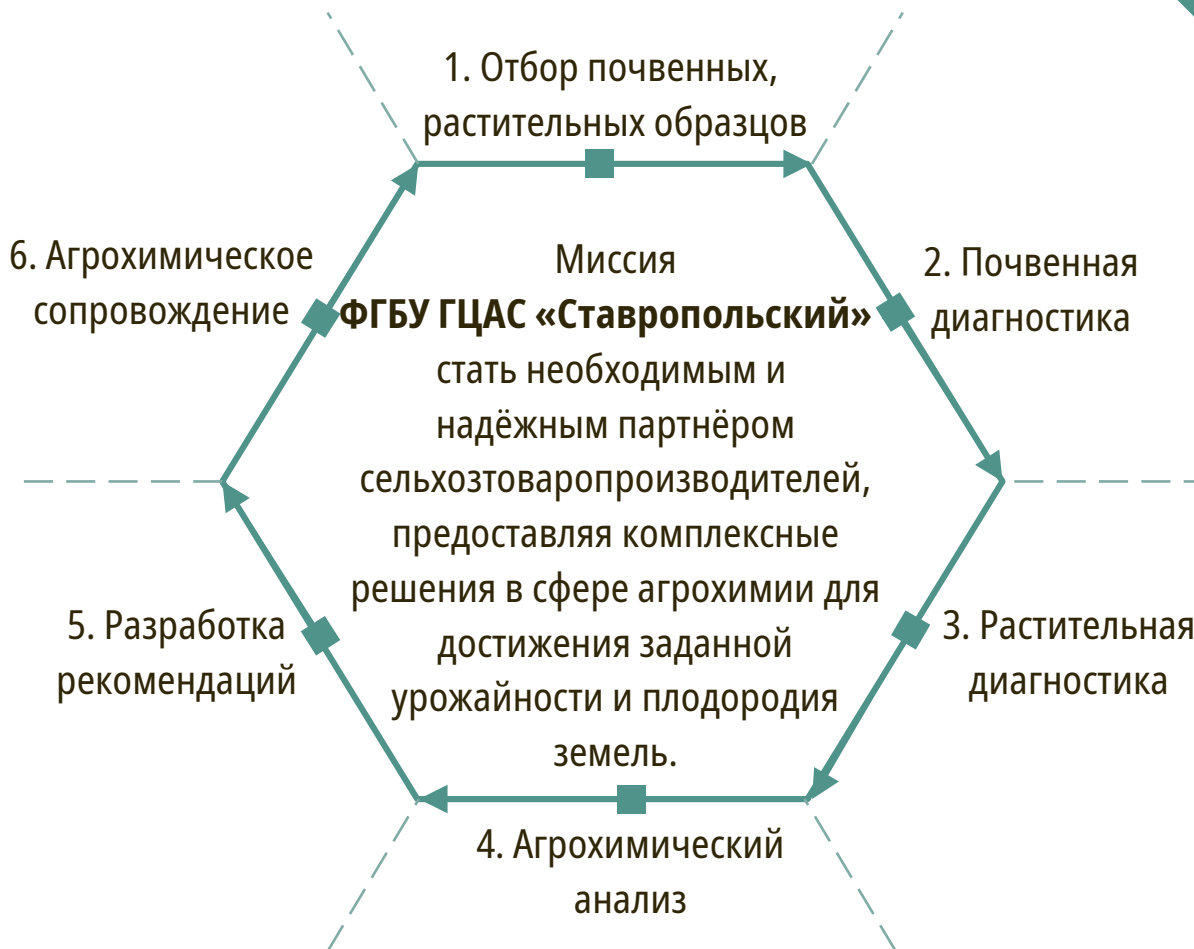 1. Отбор почвенных,
растительных образцов
6. Агрохимическое
сопровождение
Миссия
ФГБУ ГЦАС «Ставропольский»
стать необходимым и
надёжным партнёром
сельхозтоваропроизводителей,
предоставляя комплексные
решения в сфере агрохимии для
достижения заданной
урожайности и плодородия
земель.
2. Почвенная
диагностика
3. Растительная
диагностика
4. Агрохимический
анализ
5. Разработка
рекомендаций